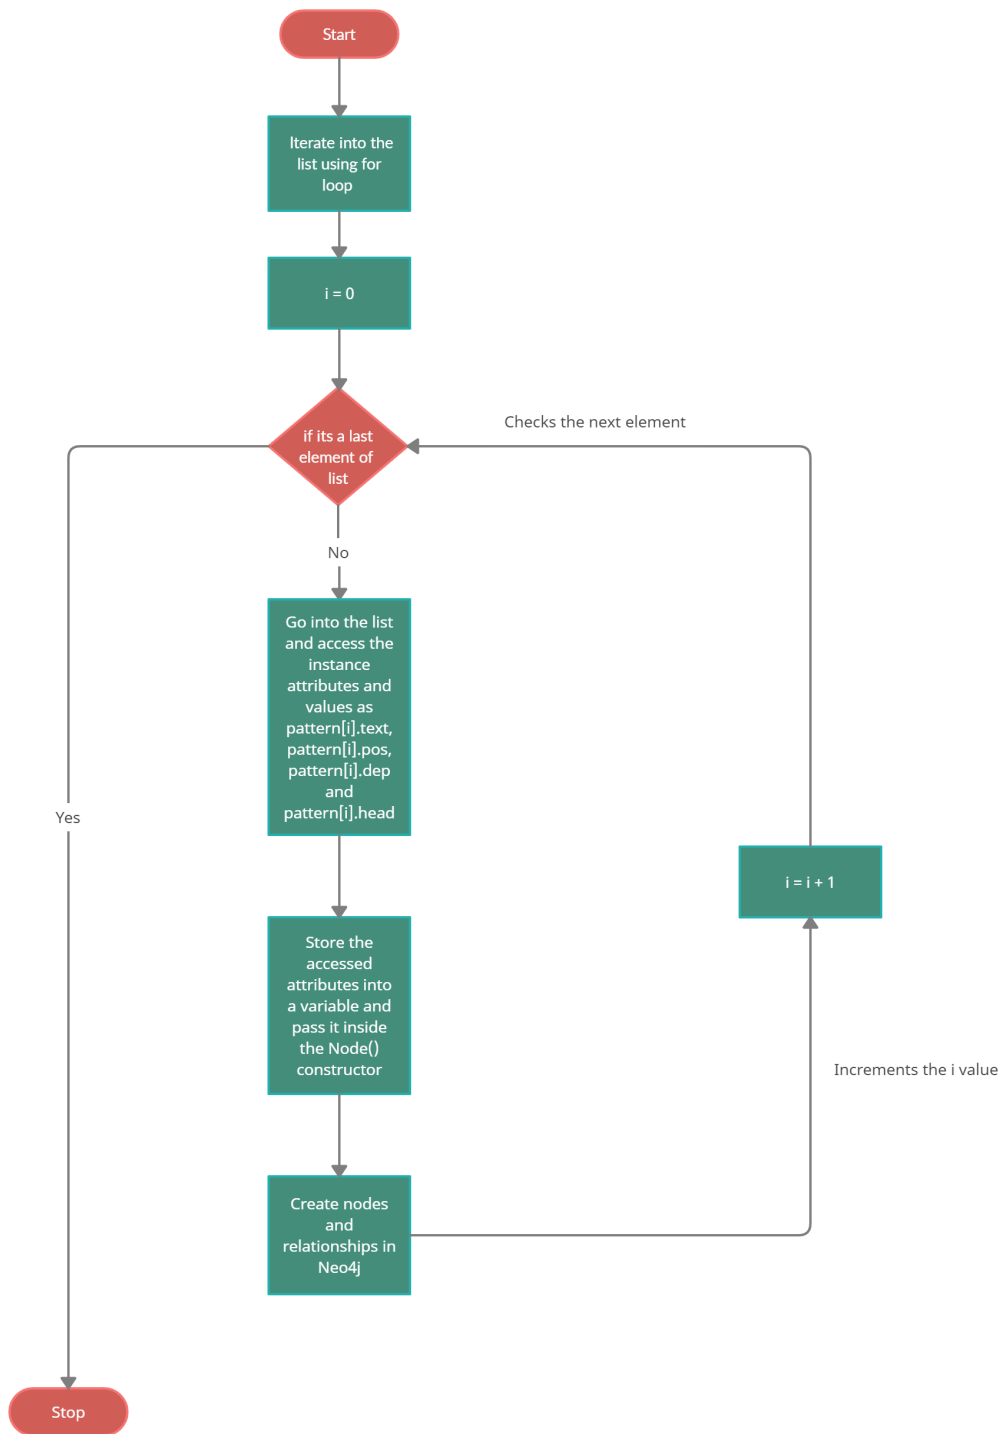 Start
Iterate into the
list using for
loop
i = 0
Checks the next element
if its a last
element of
list
No
Go into the list
and access the
instance
attributes and
values as
pattern[i].text,
pattern[i].pos,
pattern[i].dep
and
pattern[i].head
Yes
i = i + 1
Store the
accessed
attributes into
a variable and
pass it inside
the Node()
constructor
Increments the i value
Create nodes
and
relationships in
Neo4j
Stop